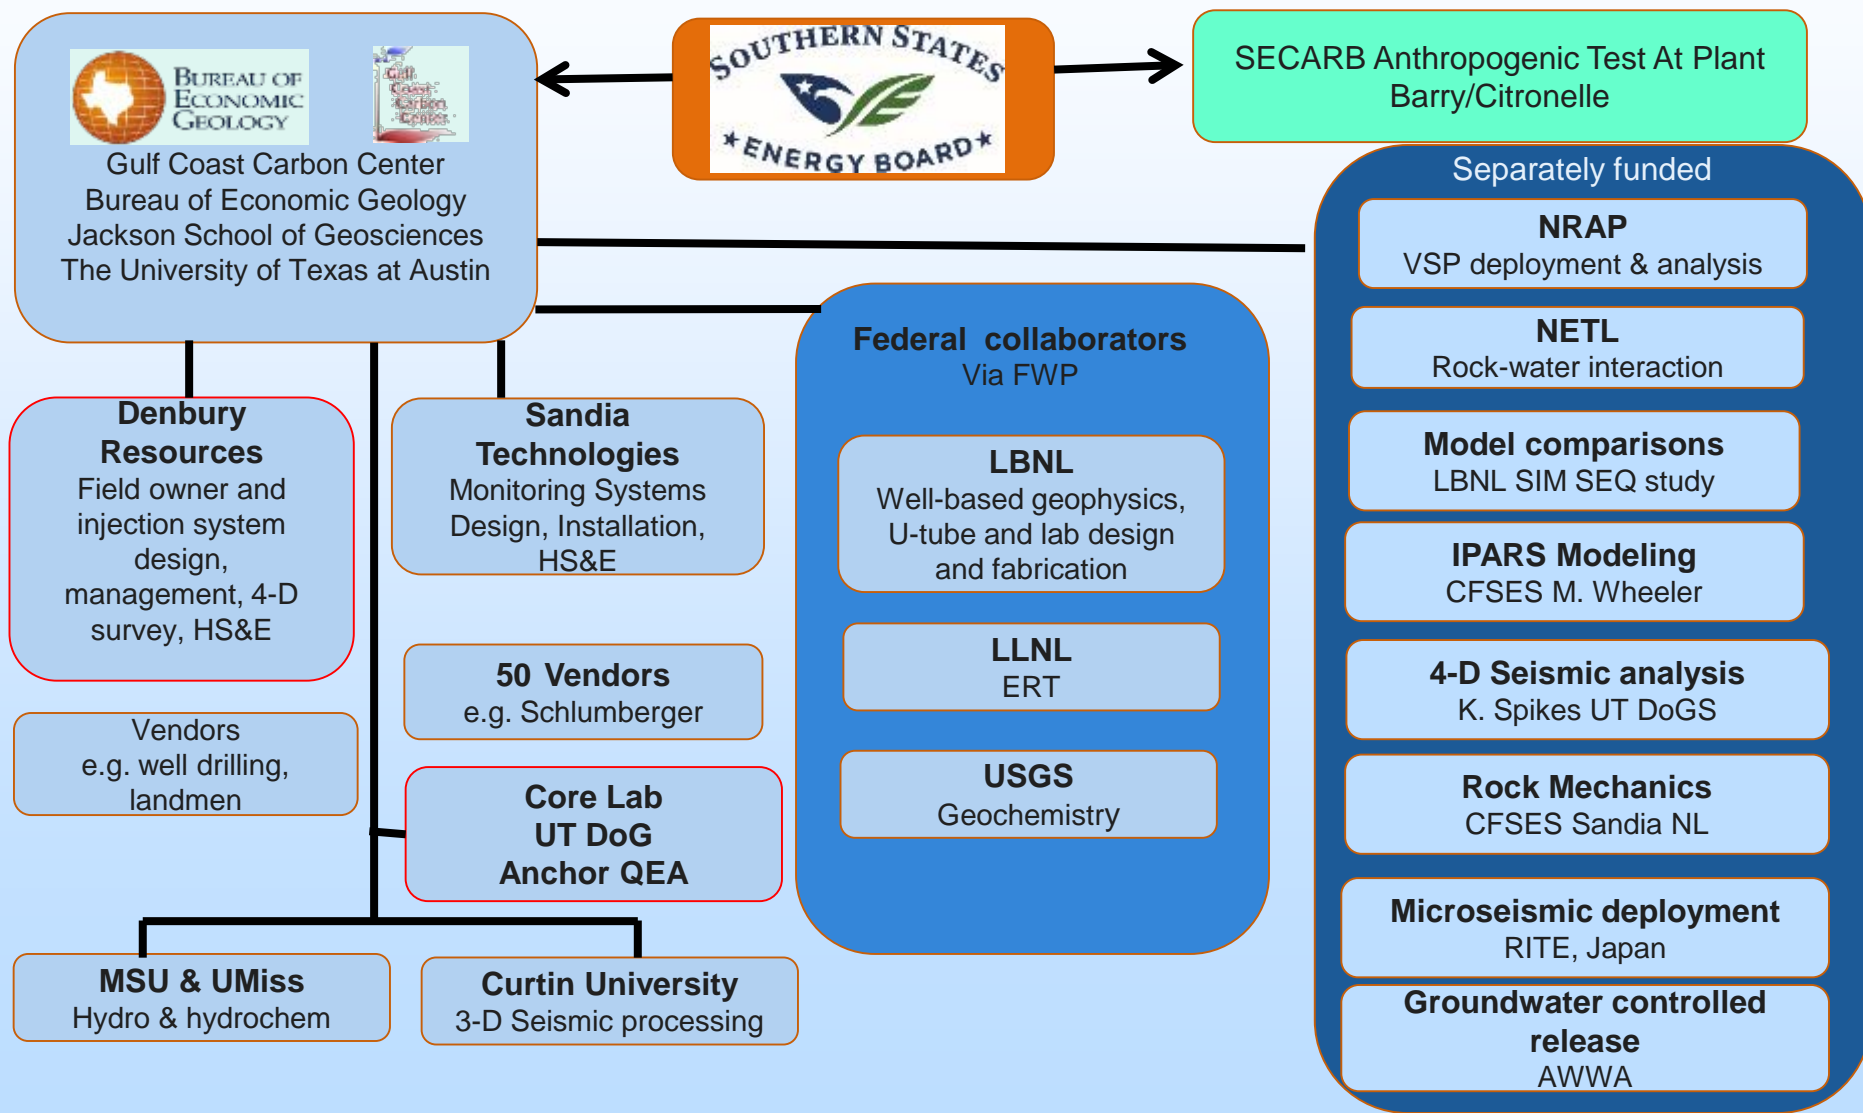 BUREAU OF
ECONOMIC
GEOLOGY
Gulf
Coast
Carbon
Center
Gulf Coast Carbon Center
Bureau of Economic Geology
Jackson School of Geosciences
The University of Texas at Austin
SOUTHERN STATES
ENERGY BOARD
SECARB Anthropogenic Test At Plant
Barry/Citronelle
Denbury
Resources
Field owner and
injection system
design,
management, 4-D
survey, HS&E
Vendors
e.g. well drilling,
landmen
Sandia
Technologies
Monitoring Systems
Design, Installation,
HS&E
50 Vendors
e.g. Schlumberger
Core Lab
UT DoG
Anchor QEA
MSU & UMiss
Hydro & hydrochem
Curtin University
3-D Seismic processing
Federal collaborators
Via FWP
LBNL
Well-based geophysics,
U-tube and lab design
and fabrication
LLNL
ERT
USGS
Geochemistry
Separately funded
NRAP
VSP deployment & analysis
NETL
Rock-water interaction
Model comparisons
LBNL SIM SEQ study
IPARS Modeling
CFSES M. Wheeler
4-D Seismic analysis
K. Spikes UT DoGS
Rock Mechanics
CFSES Sandia NL
Microseismic deployment
RITE, Japan
Groundwater controlled
release
AWWA